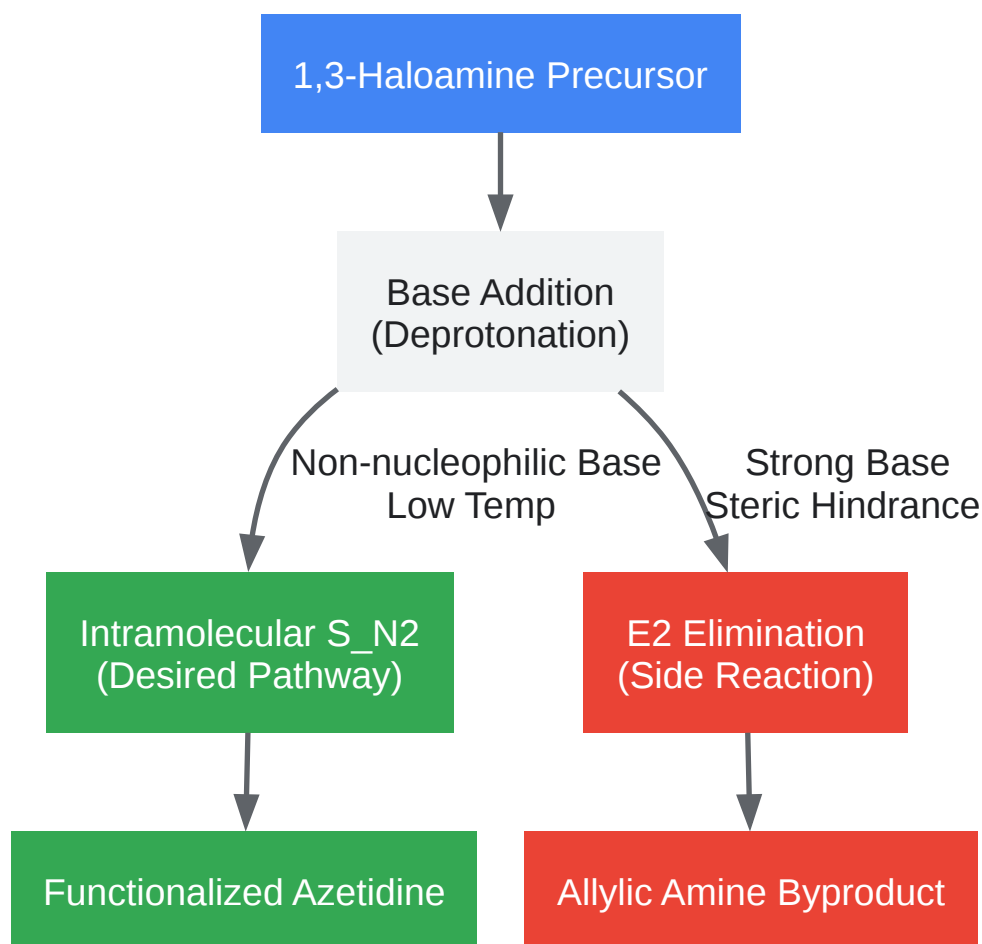 1,3-Haloamine Precursor
Base Addition
(Deprotonation)
Non-nucleophilic Base
Low Temp
Strong Base
Steric Hindrance
Intramolecular S_N2
(Desired Pathway)
E2 Elimination
(Side Reaction)
Functionalized Azetidine
Allylic Amine Byproduct